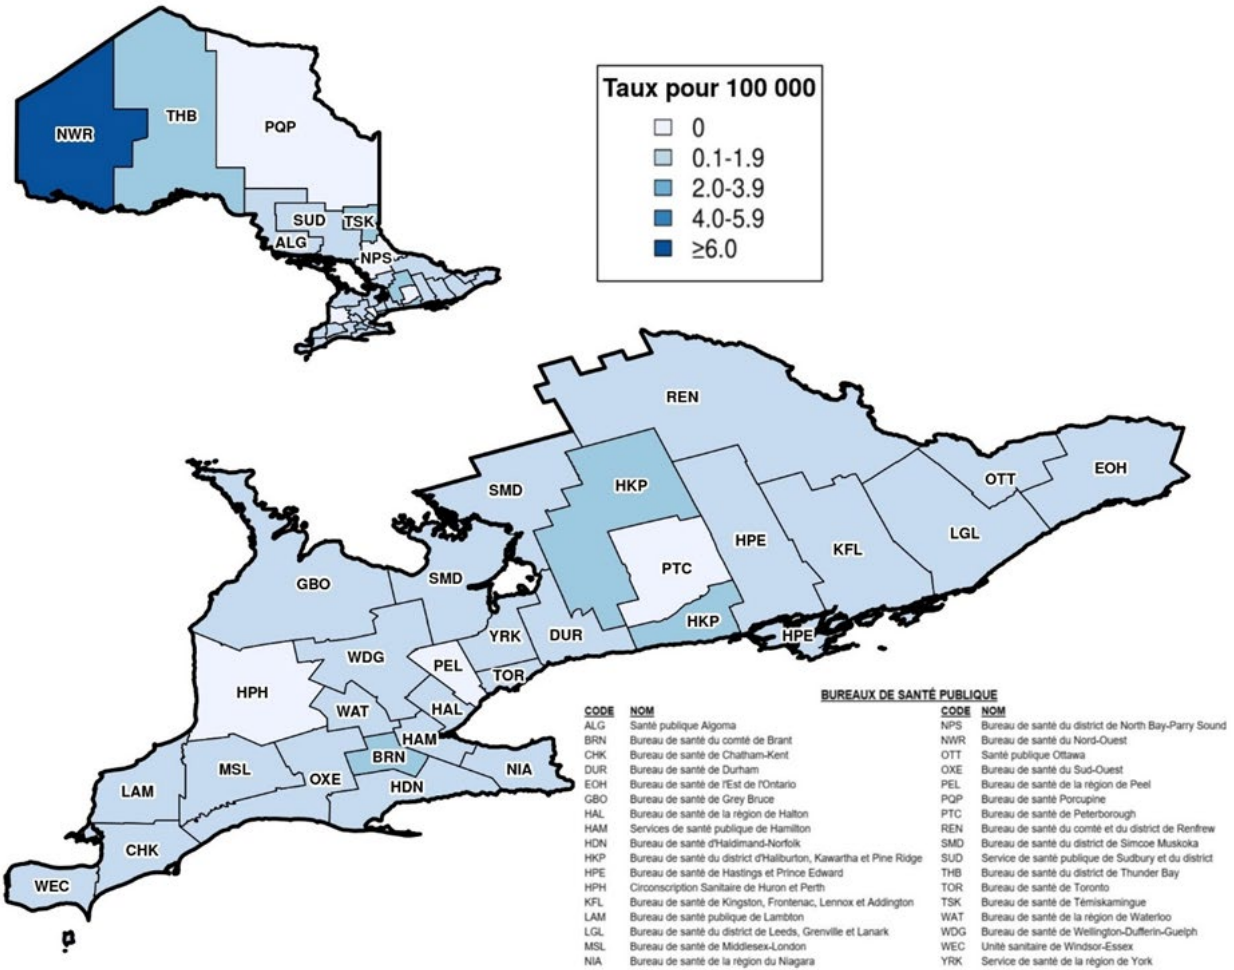 NWR
THB
PQP
SUD
TSK
ALG
NPS
Taux pour 100 000
0
0.1-1.9
2.0-3.9
4.0-5.9
≥6.0
REN
SMD
HKP
OTT
EOH
HPE
KFL
LGL
PTC
GBO
SMD
HKP
HPE
YRK
DUR
WDG
PEL
TOR
HPH
WAT
HAL
HAM
BRN
MSL
OXE
HDN
NIA
LAM
CHK
WEC
BUREAUX DE SANTÉ PUBLIQUE
CODE NOM
ALG Santé publique Algoma
BRN Bureau de santé du comté de Brant
CHK Bureau de santé de Chatham-Kent
DUR Bureau de santé de Durham
EOH Bureau de santé de l'Est de l'Ontario
GBO Bureau de santé de Grey Bruce
HAL Bureau de santé de la région de Halton
HAM Services de santé publique de Hamilton
HDN Bureau de santé d'Haldimand-Norfolk
HKP Bureau de santé du district d'Haliburton, Kawartha et Pine Ridge
HPE Bureau de santé de Hastings et Prince Edward
HPH Circonscription Sanitaire de Huron et Perth
KFL Bureau de santé de Kingston, Frontenac, Lennox et Addington
LAM Bureau de santé publique de Lambton
LGL Bureau de santé du district de Leeds, Grenville et Lanark
MSL Bureau de santé de Middlesex-London
NIA Bureau de santé de la région du Niagara
CODE NOM
NPS Bureau de santé du district de North Bay-Parry Sound
NWR Bureau de santé du Nord-Ouest
OTT Santé publique Ottawa
OXE Bureau de santé du Sud-Ouest
PEL Bureau de santé de la région de Peel
PQP Bureau de santé Porcupine
PTC Bureau de santé de Peterborough
REN Bureau de santé du comté et du district de Renfrew
SMD Bureau de santé du district de Simcoe Muskoka
SUD Service de santé publique de Sudbury et du district
THB Bureau de santé du district de Thunder Bay
TOR Bureau de santé de Toronto
TSK Bureau de santé de Témiskamingue
WAT Bureau de santé de la région de Waterloo
WDG Bureau de santé de Wellington-Dufferin-Guelph
WEC Unité sanitaire de Windsor-Essex
YRK Service de santé de la région de York